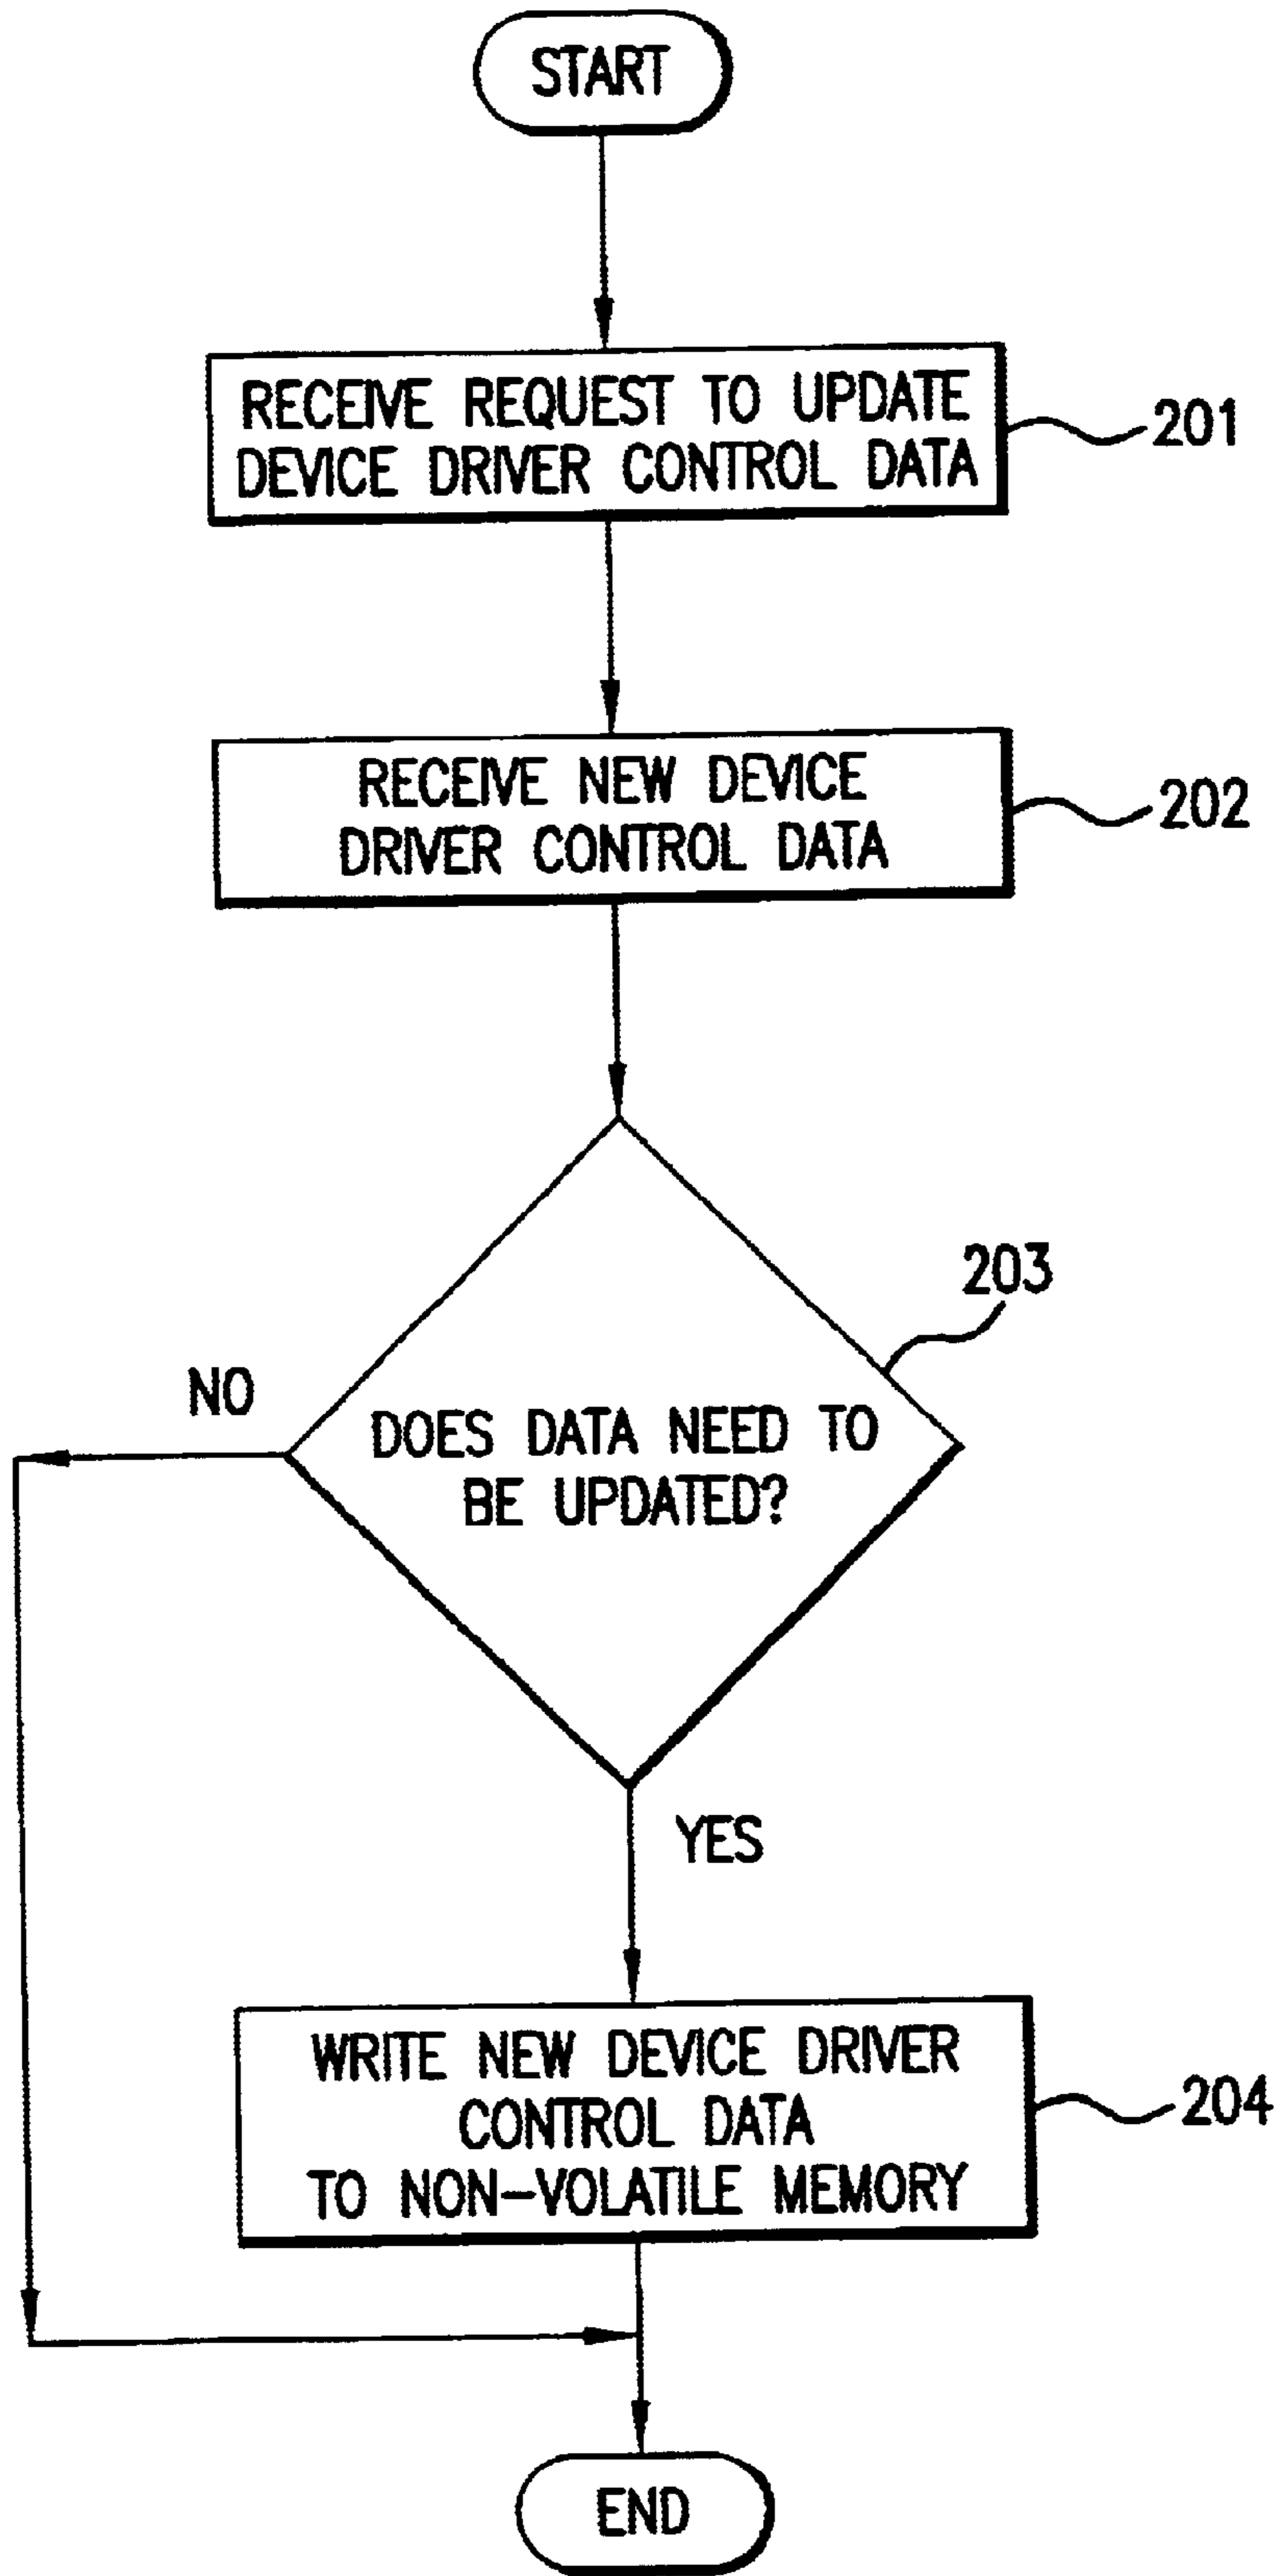 START
RECEIVE REQUEST TO UPDATE
DEVICE DRIVER CONTROL DATA
201
RECEIVE NEW DEVICE
DRIVER CONTROL DATA
202
203
NO
DOES DATA NEED TO
BE UPDATED?
YES
WRITE NEW DEVICE DRIVER
CONTROL DATA
TO NON-VOLATILE MEMORY
204
END